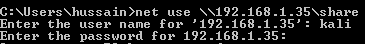 C:\Users\hussain>net use \\192.168.1.35\share
Enter the user name for '192.168.1.35': kali
Enter the password for 192.168.1.35: